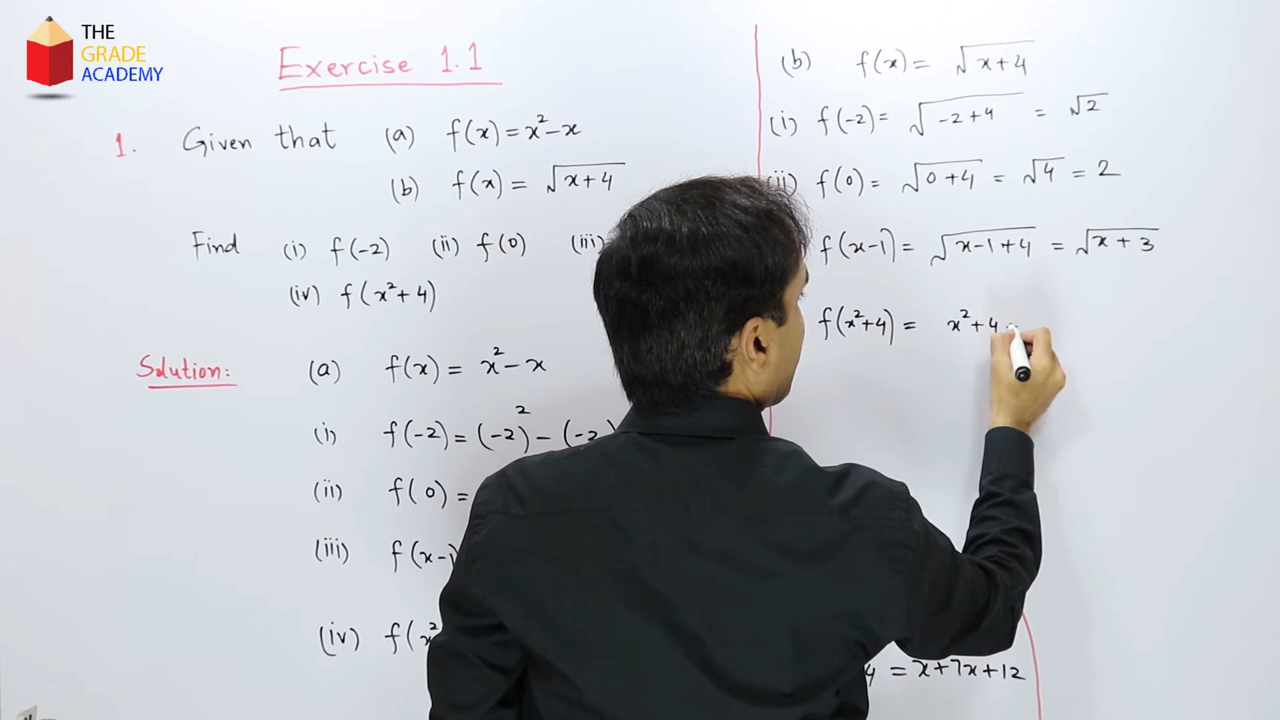 THE
GRADE
ACADEMY
Exercise 1.1
1. Given that (a) f(x) = x² - x
(b) f(x) = √(x+4)
Find (i) f(-2) (ii) f(0) (iii)
(iv) f(x²+4)
Solution: (a) f(x) = x² - x
(i) f(-2) = (-2)² - (-2)
(ii) f(0) =
(iii) f(x-1)
(iv) f(x²
(b) f(x) = √(x+4)
(i) f(-2) = √(-2+4) = √2
(ii) f(0) = √(0+4) = √4 = 2
f(x-1) = √(x-1+4) = √(x+3)
f(x²+4) = x²+4
4 = x+7x+12